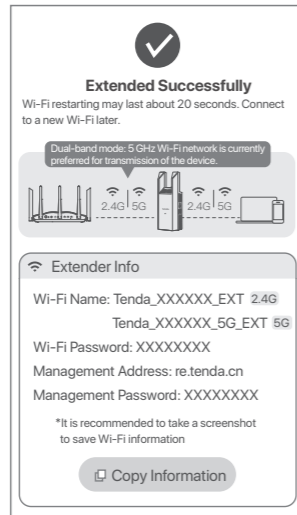 Extended Successfully
Wi-Fi restarting may last about 20 seconds. Connect
to a new Wi-Fi later.
Dual-band mode: 5 GHz Wi-Fi network is currently
preferred for transmission of the device.
2.4G 5G 2.4G 5G
Extender Info
Wi-Fi Name: Tenda_XXXXXX_EXT 2.4G
Tenda_XXXXXX_5G_EXT 5G
Wi-Fi Password: XXXXXXXX
Management Address: re.tenda.cn
Management Password: XXXXXXXX
*It is recommended to take a screenshot
to save Wi-Fi information
Copy Information